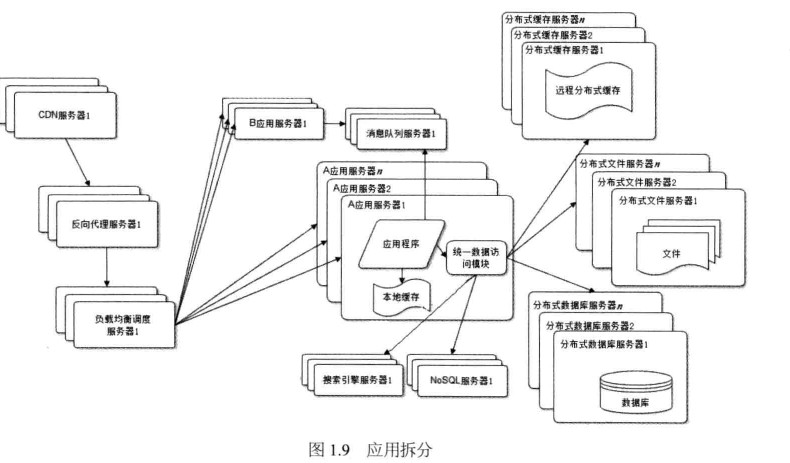 CDN服务器1
反向代理服务器1
负载均衡调度
服务器1
B应用服务器1
消息队列服务器1
A应用服务器n
A应用服务器2
A应用服务器1
应用程序
本地缓存
统一数据访
问模块
搜索引擎服务器1
NoSQL服务器1
分布式缓存服务器n
分布式缓存服务器2
分布式缓存服务器1
远程分布式缓存
分布式文件服务器n
分布式文件服务器2
分布式文件服务器1
文件
分布式数据库服务器n
分布式数据库服务器2
分布式数据库服务器1
数据库
图 1.9 应用拆分